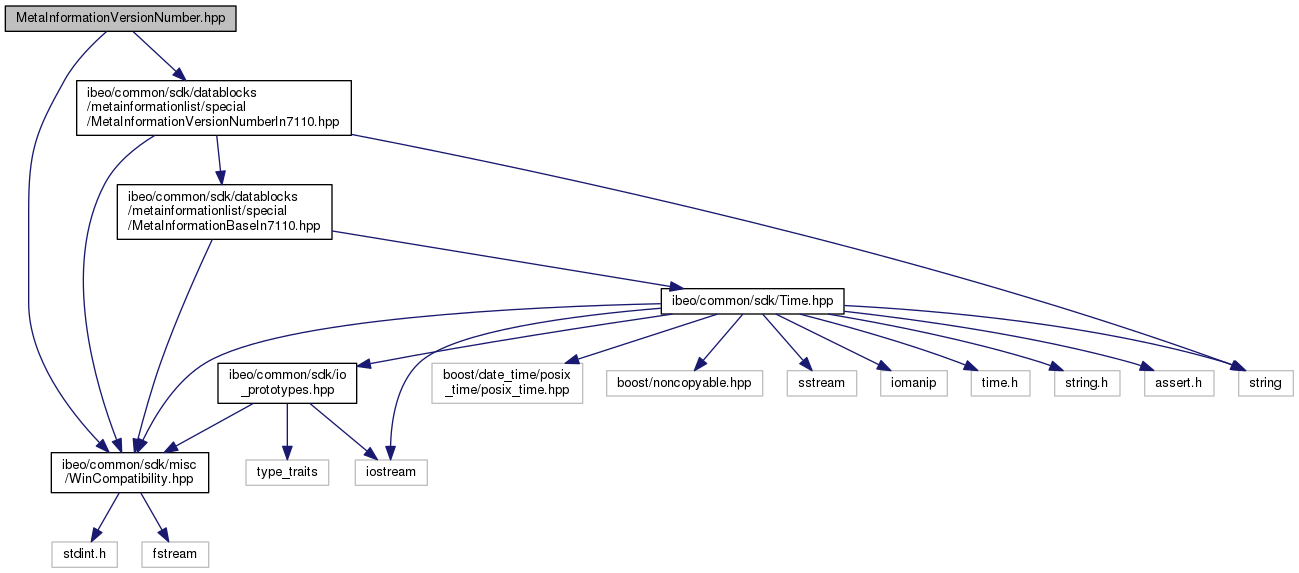 MetaInformationVersionNumber.hpp
ibeo/common/sdk/datablocks
/metainformationlist/special
/MetaInformationVersionNumberIn7110.hpp
ibeo/common/sdk/datablocks
/metainformationlist/special
/MetaInformationBaseIn7110.hpp
ibeo/common/sdk/Time.hpp
ibeo/common/sdk/io
_prototypes.hpp
boost/date_time/posix
_time/posix_time.hpp
boost/noncopyable.hpp
sstream
iomanip
time.h
string.h
assert.h
string
ibeo/common/sdk/misc
/WinCompatibility.hpp
type_traits
iostream
stdint.h
fstream